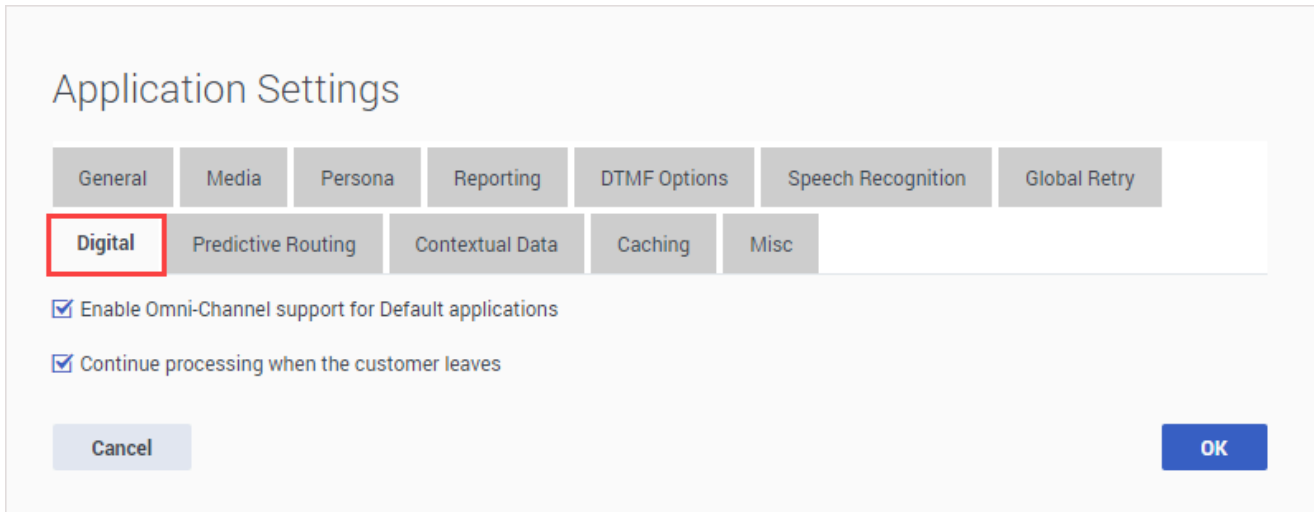 Application Settings
General Media Persona Reporting DTMF Options Speech Recognition Global Retry
Digital Predictive Routing Contextual Data Caching Misc
Enable Omni-Channel support for Default applications
Continue processing when the customer leaves
Cancel OK